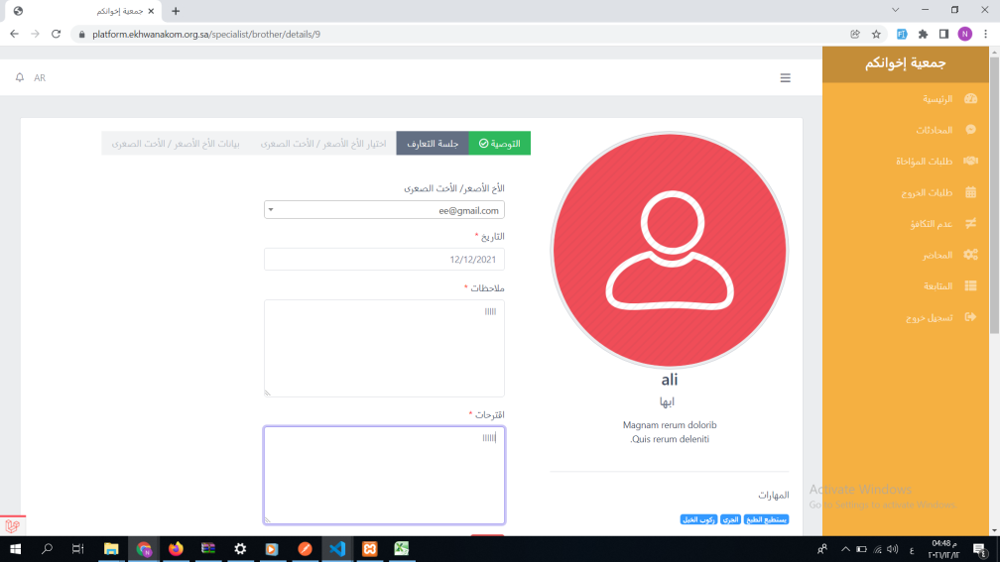 جمعية إخوانكم
platform.ekhwanakom.org.sa/specialist/brother/details/9
N
جمعية إخوانكم
AR
الرئيسية
المحادثات
طلبات المؤاخاة
طلبات الخروج
عدم التكافؤ
المحاضر
المتابعة
تسجيل خروج
التوصية
جلسة التعارف
اختيار الأخ الأصغر / الأخت الصغرى
بيانات الأخ الأصغر / الأخت الصغرى
الأخ الأصغر/ الأخت الصغرى
ee@gmail.com
التاريخ *
12/12/2021
ملاحظات *
ااااا
اقترحات *
اااااا
ali
ابها
Magnam rerum dolorib
.Quis rerum deleniti
المهارات
يستطيع الطبخ
الجري
ركوب الخيل
Activate Windows
Go to Settings to activate Windows.
ع
04:48 م
٢٠٢١/١٢/١٢